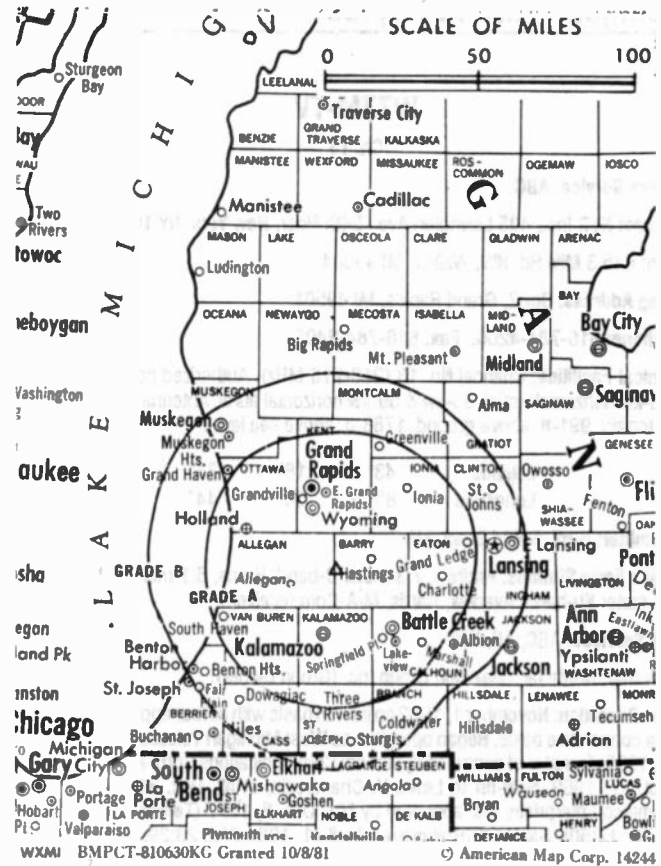 SCALE OF MILES
0 50 100
Sturgeon Bay
LEELANAL
Traverse City
BENZIE
GRAND TRAVERSE
KALKASKA
MANISTEE
WEXFORD
MISSAUKEE
ROS-COMMON
OGEMAW
IOSCO
Manistee
Cadillac
Two Rivers
towoc
MASON
LAKE
OSCEOLA
CLARE
GLADWIN
ARENAC
Ludington
BAY
OCEANA
NEWAYGO
MECOSTA
ISABELLA
MID-LAND
Bay City
Big Rapids
Mt. Pleasant
Midland
eboygan
MUSKEGON
MONTCALM
Alma
SAGINAW
Saginaw
Washington
Muskegon
Muskegon Hts.
KENT
Greenville
GRATIOT
GENESEE
Grand Haven
OTTAWA
Grand Rapids
IONIA
CLINTON
Owosso
aukee
Grandville
E. Grand Rapids
Ionia
St. Johns
Fli
Wyoming
SHIA-WASSEE
Fenton
Holland
ALLEGAN
BARRY
EATON
E Lansing
Lansing
Hastings
Grand Ledge
Pont
GRADE B
Allegan
Charlotte
INGHAM
LIVINGSTON
GRADE A
LAKE MICHIG
VAN BUREN
KALAMAZOO
Battle Creek
JACKSON
Ann Arbor
Eastlawn
South Haven
Kalamazoo
Springfield Pl
Lake-view
Albion
Marshall
Ypsilanti
WASHTENAW
Benton Harbor
Benton Hts.
CALHOUN
Jackson
St. Joseph
Fair Plain
Dowagiac
Three Rivers
BRANCH
HILLSDALE
LENAWEE
MONR
Tecumseh
BERRIEN
Coldwater
Hillsdale
Buchanan
Niles
CASS
ST. JOSEPH
Sturgis
Adrian
Chicago
Michigan City
Gary
South Bend
Elkhart
LAGRANGE
STEUBEN
WILLIAMS
FULTON
Sylvania
LUCAS
Hobart
Portage
La Porte
Mishawaka
Goshen
Angola
Wauseon
Maumee
ST. JOSEPH
Bryan
Valparaiso
LA PORTE
ELKHART
NOBLE
DE KALB
HENRY
Bowli
Plymouth
Kendallville
DEFIANCE
WXMI BMPCT-810630KG Granted 10/8/81 © American Map Corp. 14244